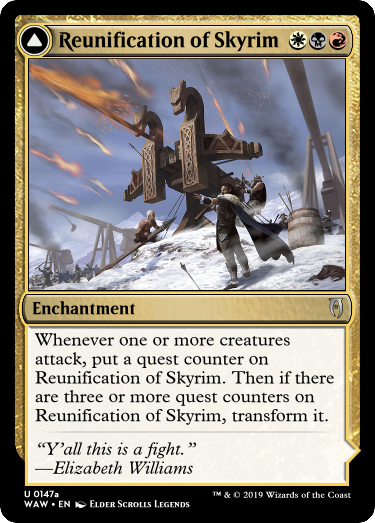 Reunification of Skyrim
Enchantment
Whenever one or more creatures
attack, put a quest counter on
Reunification of Skyrim. Then if there
are three or more quest counters on
Reunification of Skyrim, transform it.
“Y’all this is a fight.”
—Elizabeth Williams
U 0147a
WAW • EN Elder Scrolls Legends
™ & © 2019 Wizards of the Coast